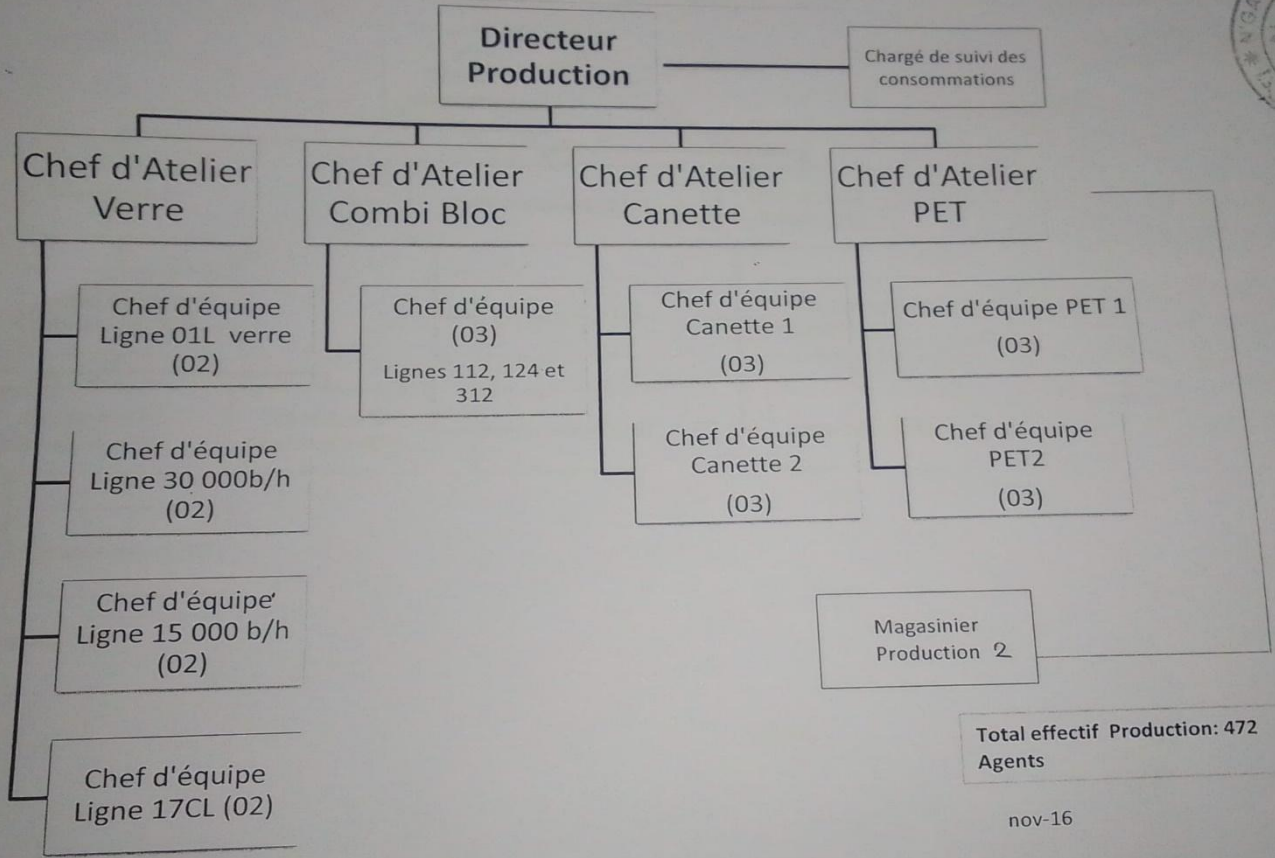 Directeur
Production
Chargé de suivi des
consommations
Chef d'Atelier
Verre
Chef d'Atelier
Combi Bloc
Chef d'Atelier
Canette
Chef d'Atelier
PET
Chef d'équipe
Ligne 01L verre
(02)
Chef d'équipe
Ligne 30 000b/h
(02)
Chef d'équipe
Ligne 15 000 b/h
(02)
Chef d'équipe
Ligne 17CL (02)
Chef d'équipe
(03)
Lignes 112, 124 et
312
Chef d'équipe
Canette 1
(03)
Chef d'équipe
Canette 2
(03)
Chef d'équipe PET 1
(03)
Chef d'équipe
PET2
(03)
Magasinier
Production 2
Total effectif Production: 472
Agents
nov-16